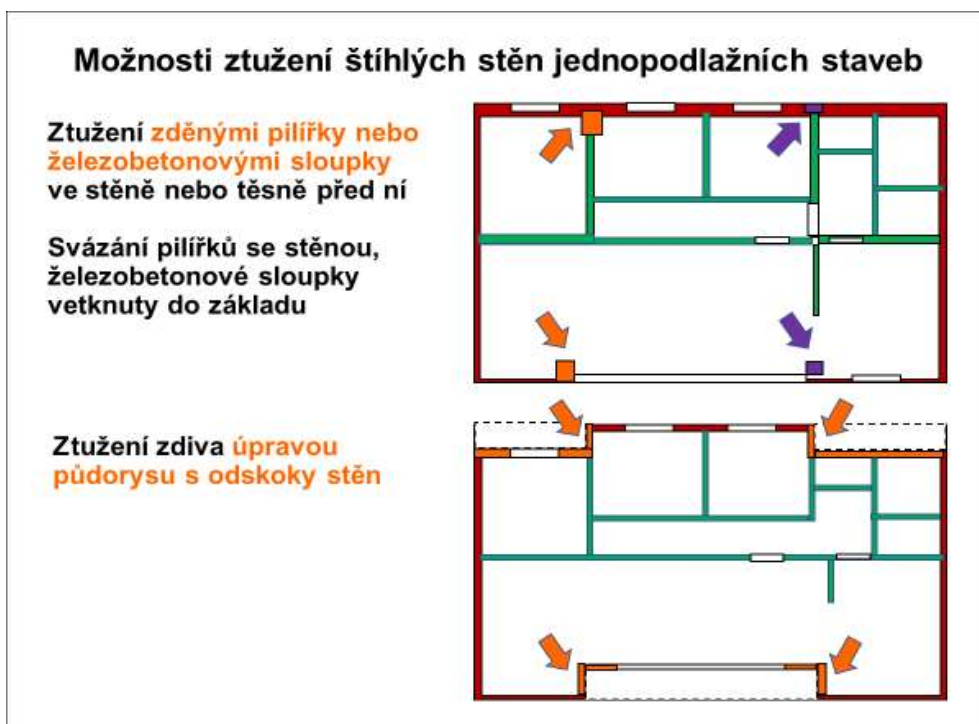 Možnosti ztužení štíhlých stěn jednopodlažních staveb
Ztužení zděnými pilířky nebo
železobetonovými sloupky
ve stěně nebo těsně před ní
Svázání pilířků se stěnou,
železobetonové sloupky
vetknuty do základu
Ztužení zdiva úpravou
půdorysu s odskoky stěn